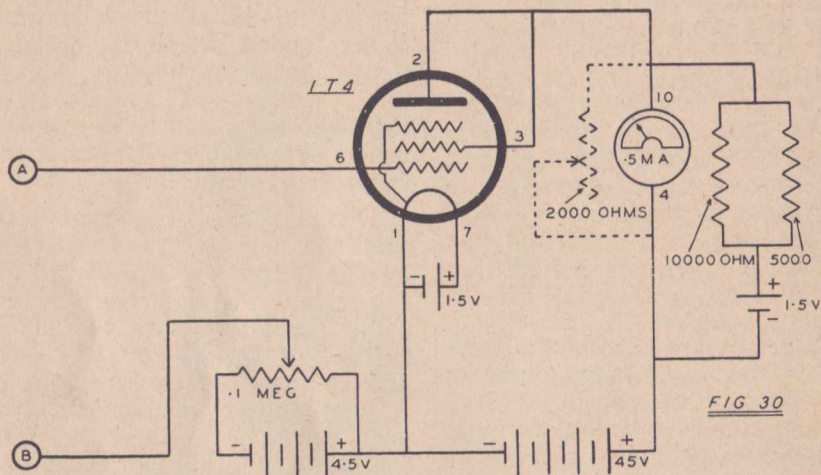 2
1T4
10
3
6
.5 MA
A
4
2000 OHMS
1
7
10000 OHM
5000
-
+
1.5V
+
1.5V
-
.1 MEG
FIG 30
B
-
+
4.5V
-
+
45V